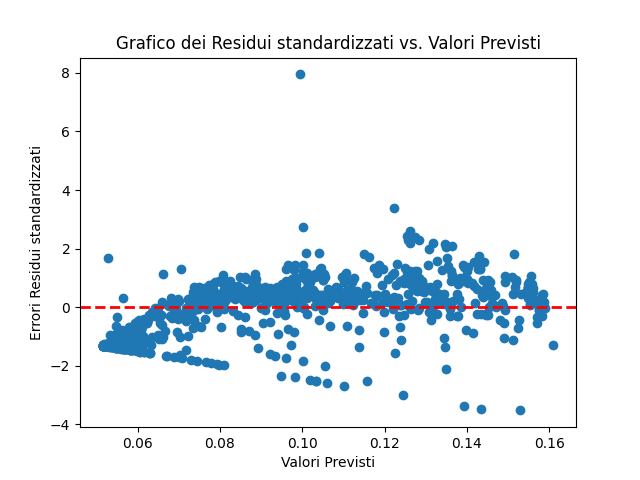 Grafico dei Residui standardizzati vs. Valori Previsti
8
6
4
2
0
−2
−4
Errori Residui standardizzati
0.06 0.08 0.10 0.12 0.14 0.16
Valori Previsti